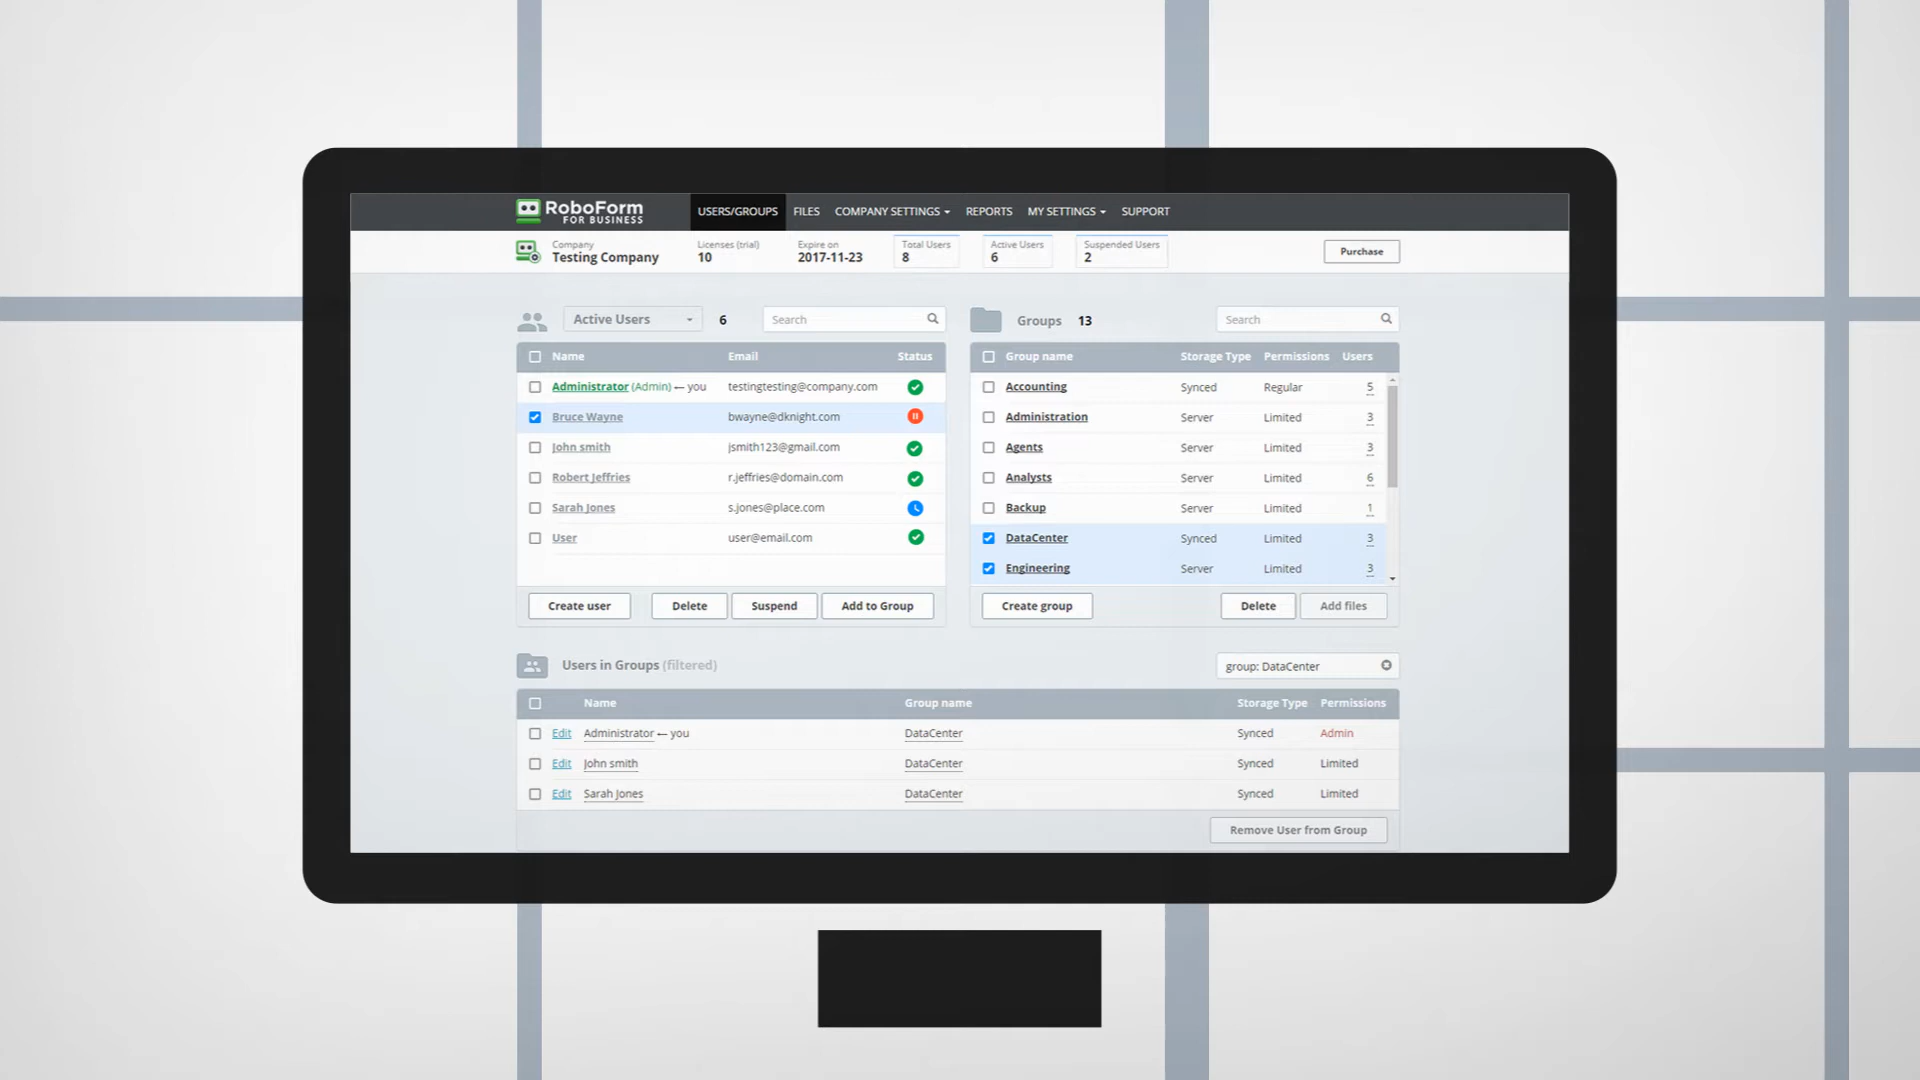 RoboForm
FOR BUSINESS
USERS/GROUPS FILES COMPANY SETTINGS REPORTS MY SETTINGS SUPPORT
Company Licenses (trial) Expire on Total Users Active Users Suspended Users
Testing Company 10 2017-11-23 8 6 2 Purchase
Active Users 6 Search
Name Email Status
Administrator (Admin) ← you testingtesting@company.com
Bruce Wayne bwayne@dknight.com
John smith jsmith123@gmail.com
Robert Jeffries r.jeffries@domain.com
Sarah Jones s.jones@place.com
User user@email.com
Create user Delete Suspend Add to Group
Groups 13 Search
Group name Storage Type Permissions Users
Accounting Synced Regular 5
Administration Server Limited 3
Agents Server Limited 3
Analysts Server Limited 6
Backup Server Limited 1
DataCenter Synced Limited 3
Engineering Server Limited 3
Create group Delete Add files
Users in Groups (filtered) group: DataCenter
Name Group name Storage Type Permissions
Edit Administrator ← you DataCenter Synced Admin
Edit John smith DataCenter Synced Limited
Edit Sarah Jones DataCenter Synced Limited
Remove User from Group